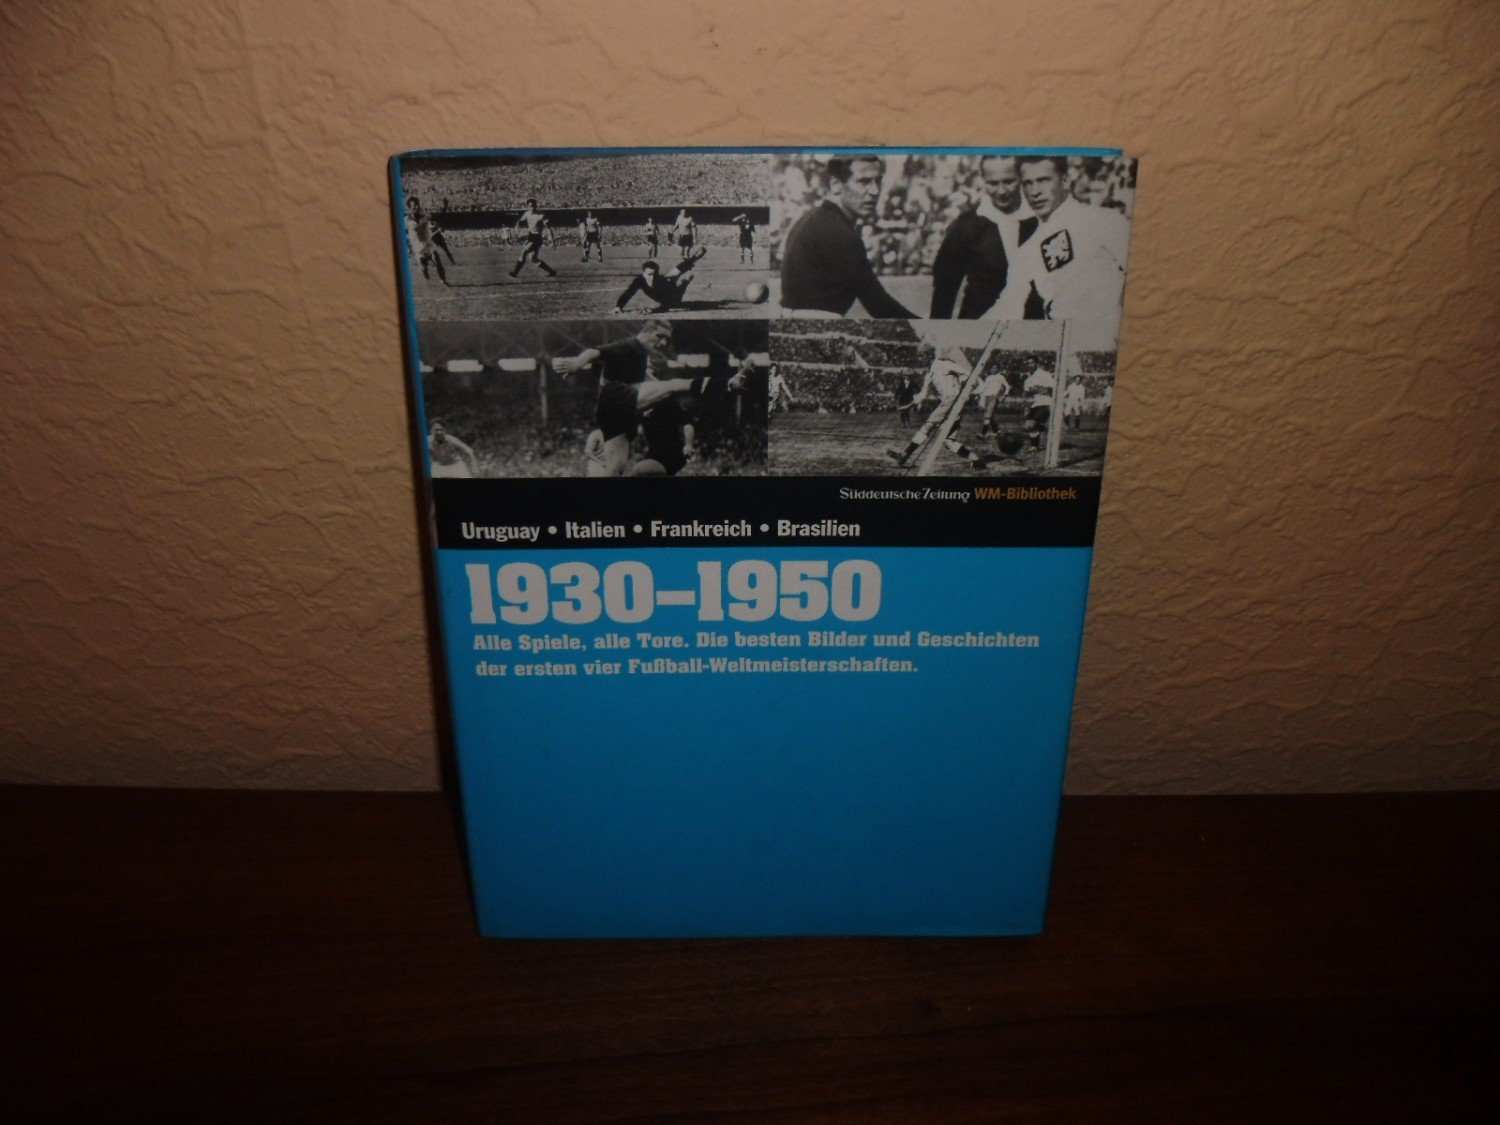 Süddeutsche Zeitung WM-Bibliothek
Uruguay • Italien • Frankreich • Brasilien
1930–1950
Alle Spiele, alle Tore. Die besten Bilder und Geschichten
der ersten vier Fußball-Weltmeisterschaften.